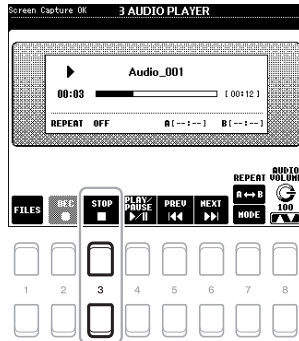 Screen Capture OK 3 AUDIO PLAYER
Audio_001
00:03 [ 00:12 ]
REPEAT OFF A[--:--] B[--:--]
REPEAT AUDIO VOLUME
A↔B
FILES REC STOP PLAY/PAUSE PREV NEXT MODE 100
1 2 3 4 5 6 7 8